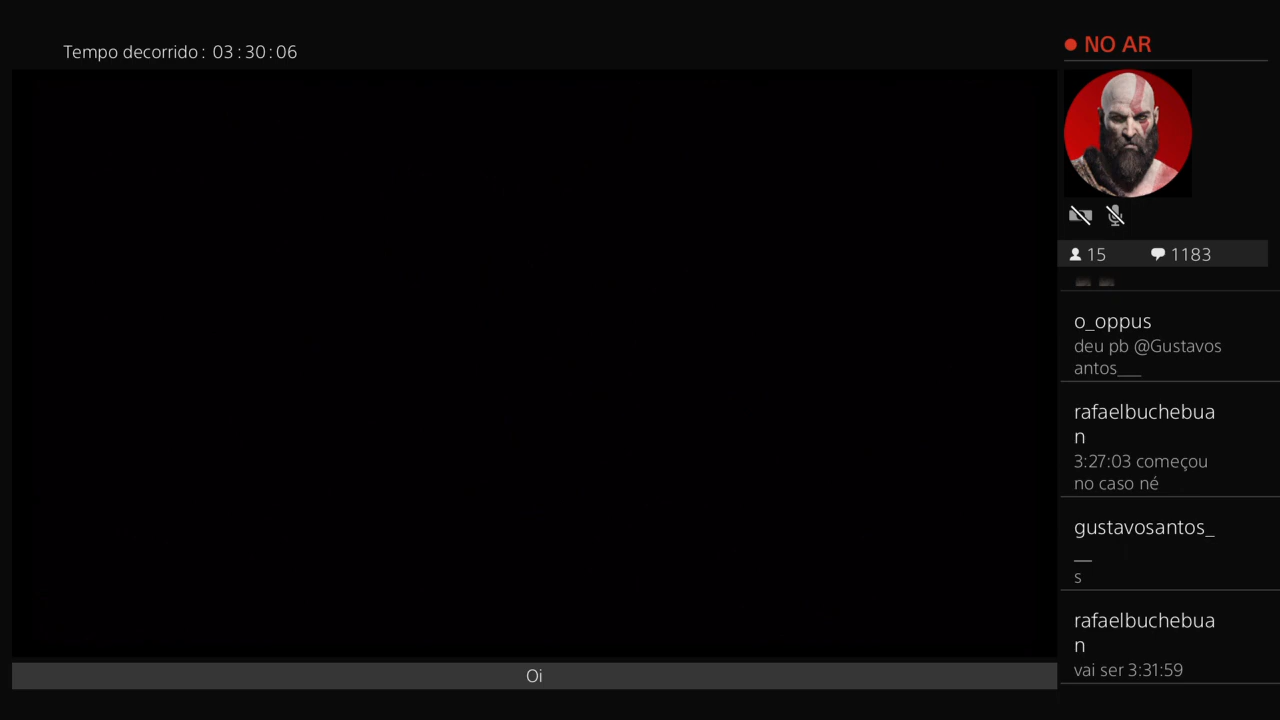 Tempo decorrido: 03:30:06
NO AR
15 1183
o_oppus
deu pb @Gustavos
antos___
rafaelbuchebua
n
3:27:03 começou
no caso né
gustavosantos_
__
s
rafaelbuchebua
n
vai ser 3:31:59
Oi